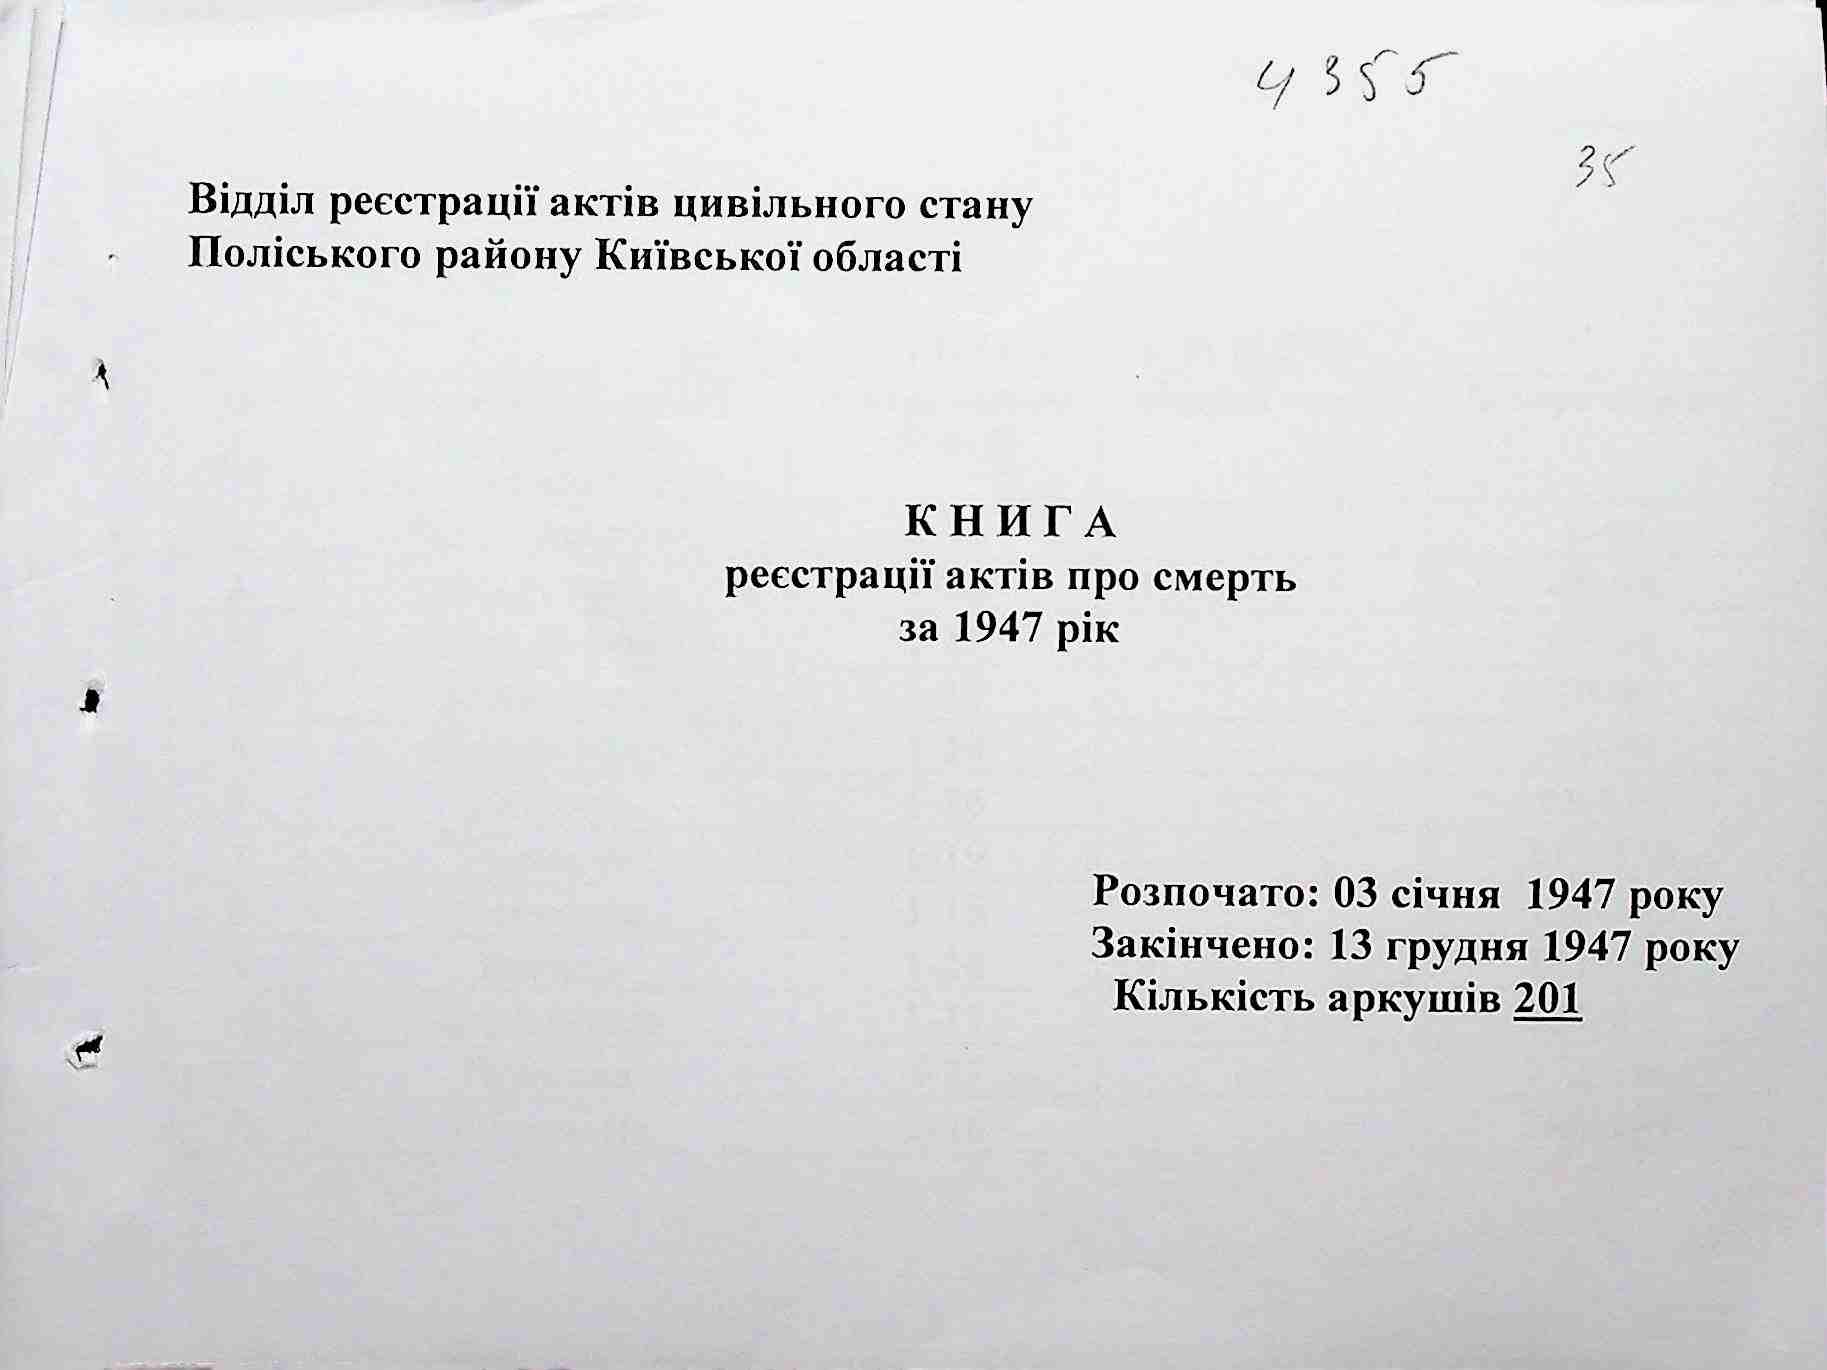 4355
35
Відділ реєстрації актів цивільного стану
Поліського району Київської області
К Н И Г А
реєстрації актів про смерть
за 1947 рік
Розпочато: 03 січня 1947 року
Закінчено: 13 грудня 1947 року
Кількість аркушів 201